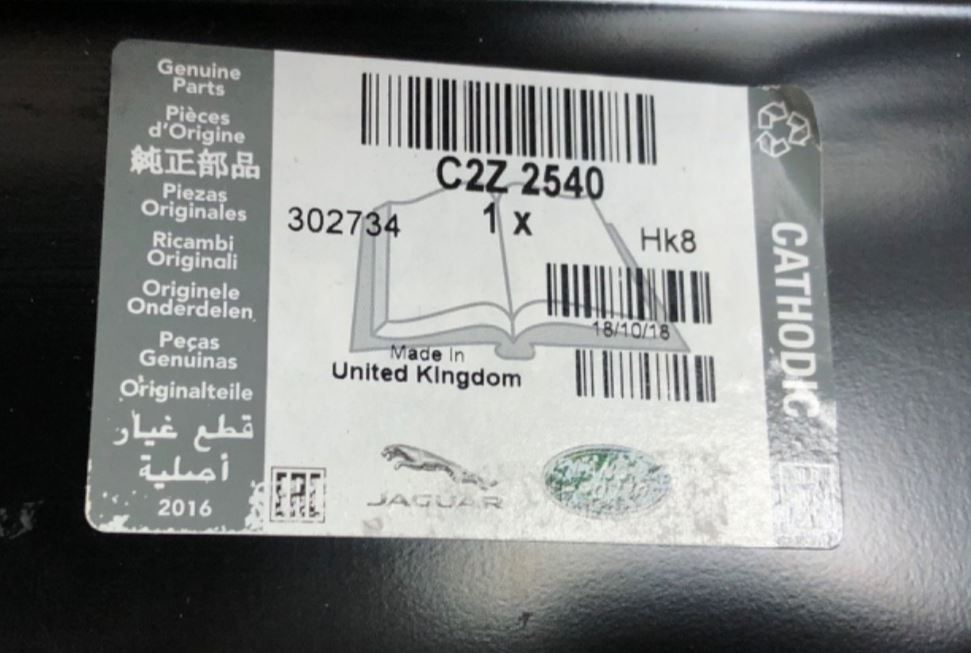 Genuine
Parts
Pièces
d'Origine
純正部品
Piezas
Originales
Ricambi
Originali
Originele
Onderdelen
Peças
Genuinas
Originalteile
قطع غيار
أصلية
2016
C2Z 2540
302734
1 x
Hk8
18/10/18
Made In
United KIngdom
JAGUAR
EAC
CATHODIC